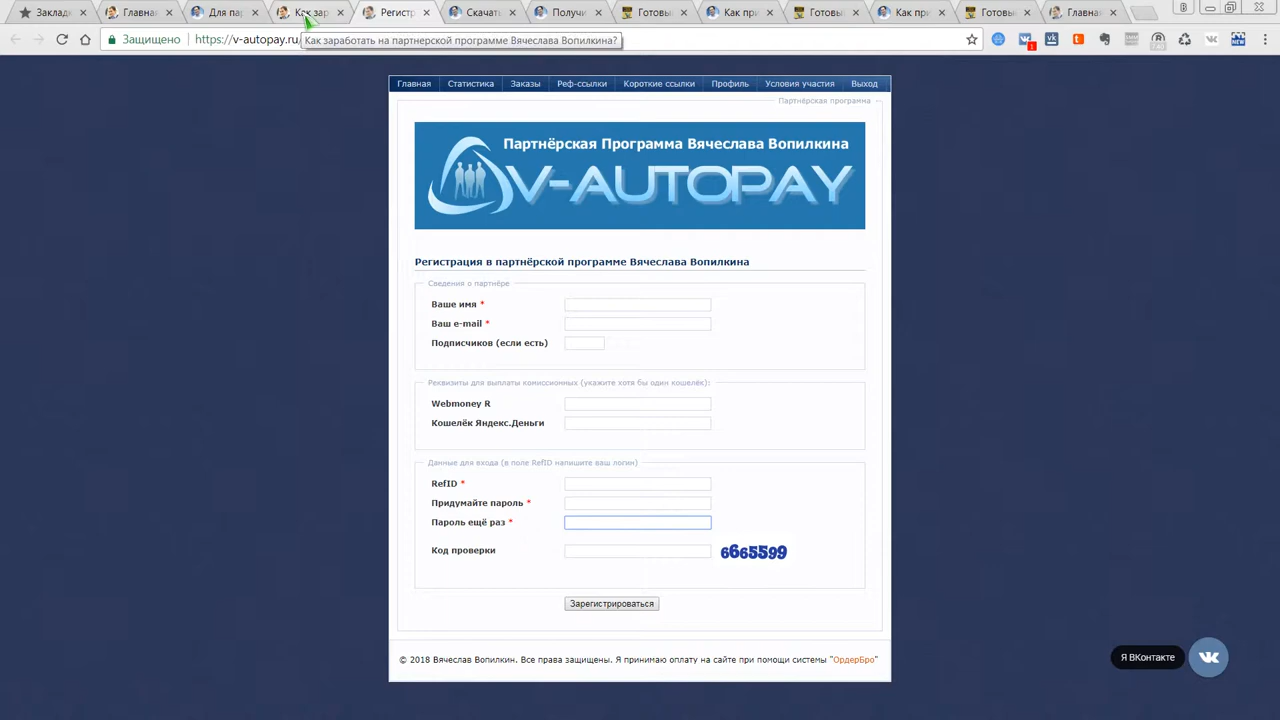 Заклад
Главна
Для пар
Как зар
Регистр
Скачать
Получи
Готовы
Как при
Готовы
Как при
Готовы
Главна
B
Защищено
https://v-autopay.ru
Как заработать на партнерской программе Вячеслава Вопилкина?
1
7.40
NEW
Главная Статистика Заказы Реф-ссылки Короткие ссылки Профиль Условия участия Выход
Партнёрская программа
Партнёрская Программа Вячеслава Вопилкина
V-AUTOPAY
Регистрация в партнёрской программе Вячеслава Вопилкина
Сведения о партнёре
Ваше имя *
Ваш e-mail *
Подписчиков (если есть)
Реквизиты для выплаты комиссионных (укажите хотя бы один кошелёк):
Webmoney R
Кошелёк Яндекс.Деньги
Данные для входа (в поле RefID напишите ваш логин)
RefID *
Придумайте пароль *
Пароль ещё раз *
Код проверки 6665599
Зарегистрироваться
© 2018 Вячеслав Вопилкин. Все права защищены. Я принимаю оплату на сайте при помощи системы "ОрдерБро"
Я ВКонтакте